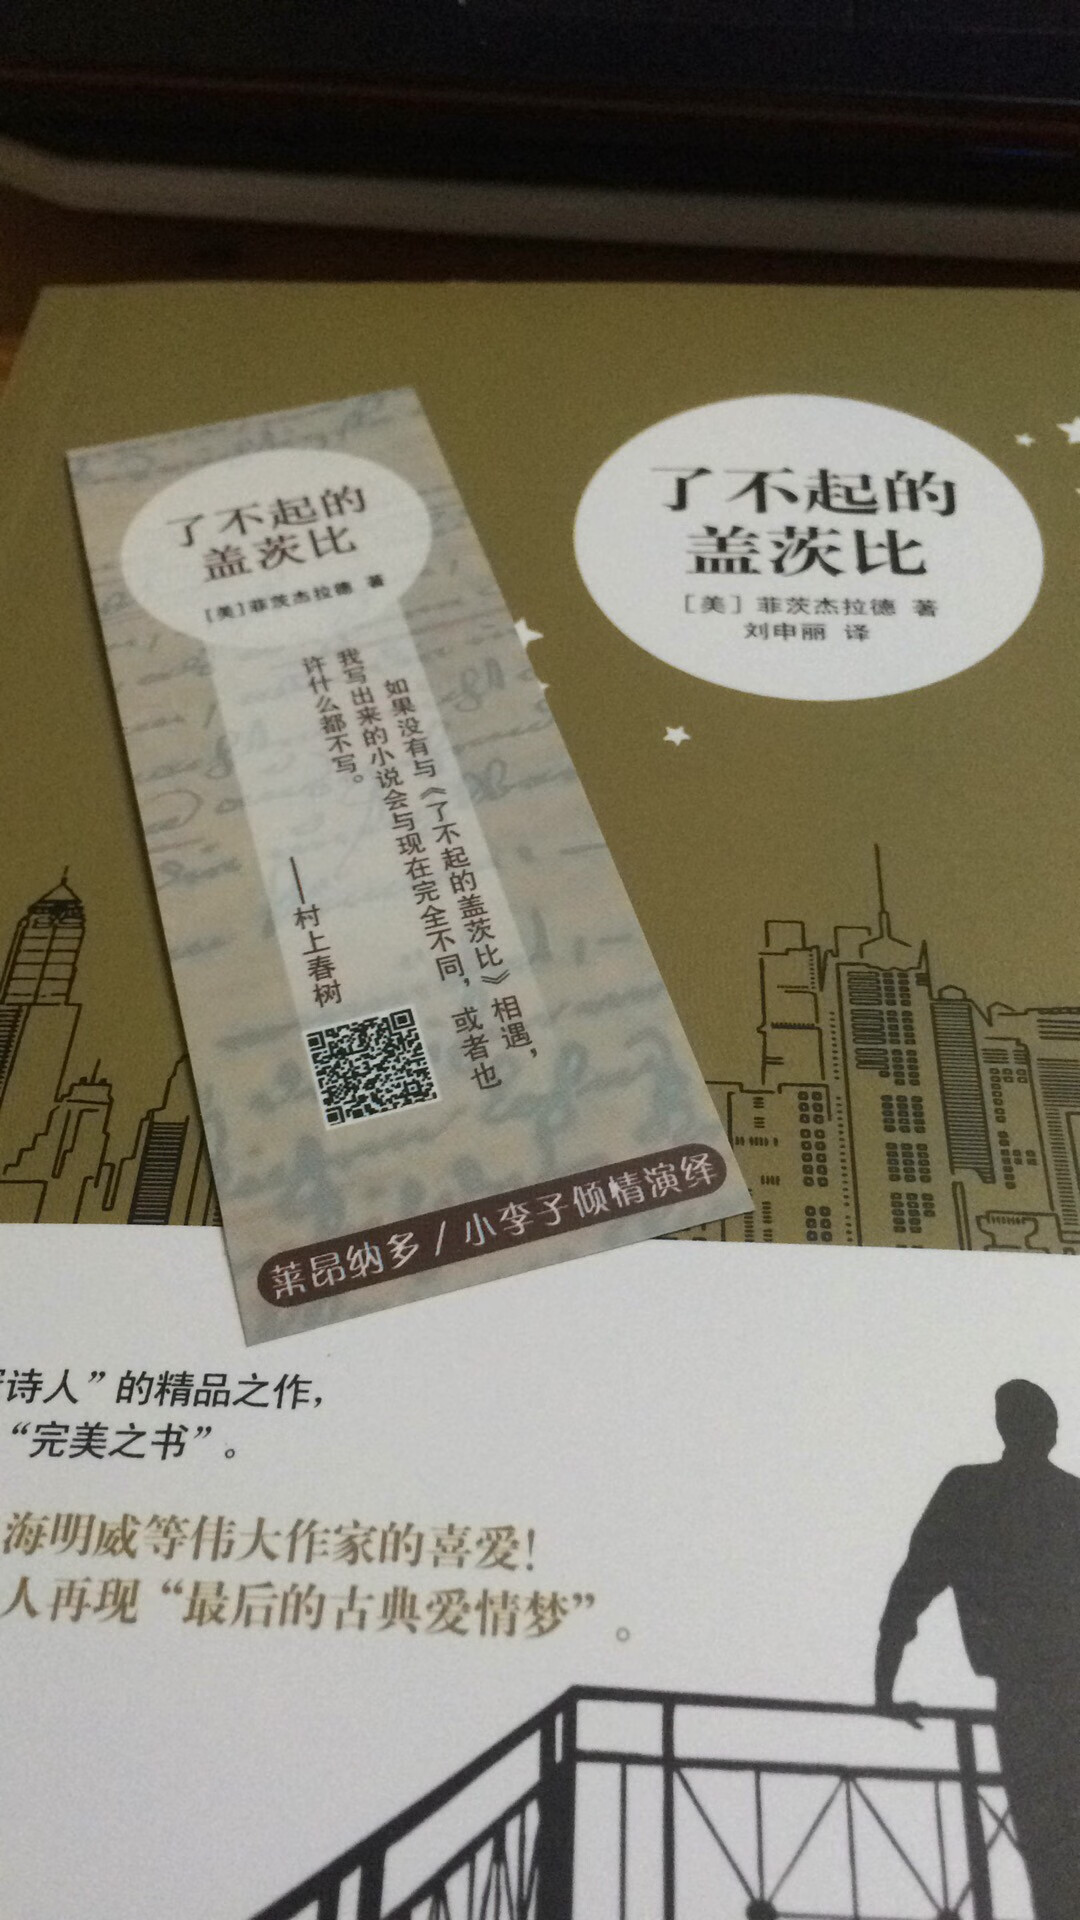 了不起的
盖茨比
[美]菲茨杰拉德 著
如果没有与《了不起的盖茨比》相遇，
我写出来的小说会与现在完全不同，或者也
许什么都不写。
——村上春树
莱昂纳多/小李子倾情演绎
了不起的
盖茨比
[美] 菲茨杰拉德 著
刘申丽 译
诗人”的精品之作，
“完美之书”。
海明威等伟大作家的喜爱！
人再现“最后的古典爱情梦”。